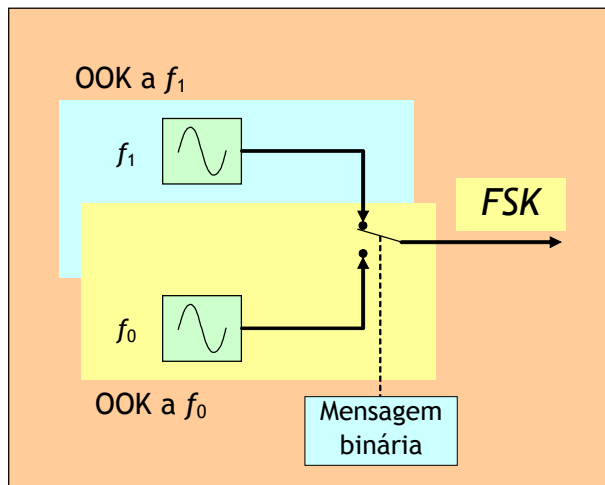 OOK a f₁
f₁
FSK
f₀
OOK a f₀
Mensagem
binária